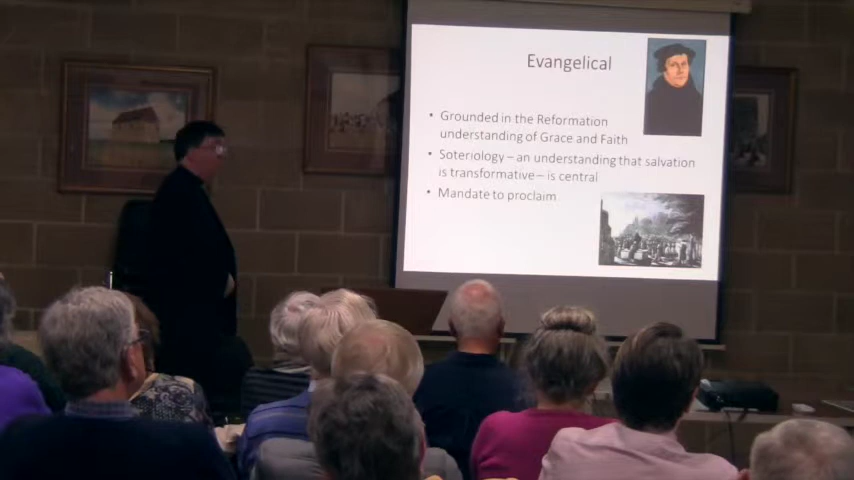 Evangelical
• Grounded in the Reformation
understanding of Grace and Faith
• Soteriology – an understanding that salvation
is transformative – is central
• Mandate to proclaim